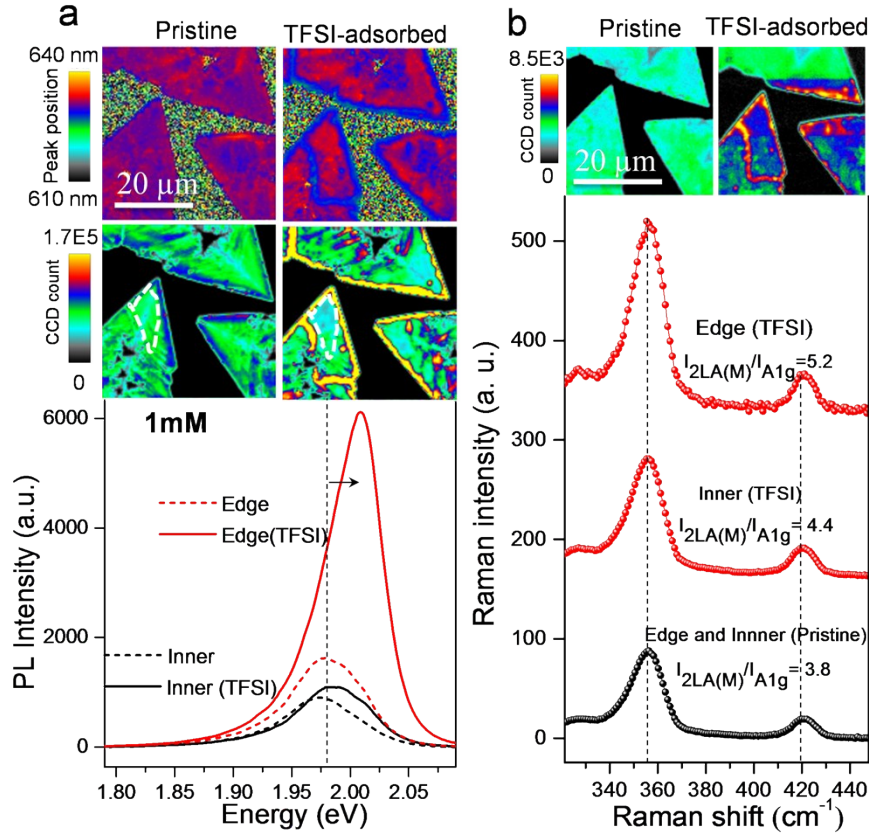 a
Pristine
TFSI-adsorbed
640 nm
Peak position
610 nm
20 µm
1.7E5
CCD count
0
1mM
6000
4000
2000
0
PL Intensity (a.u.)
Edge
Edge(TFSI)
Inner
Inner (TFSI)
1.80
1.85
1.90
1.95
2.00
2.05
Energy (eV)
b
Pristine
TFSI-adsorbed
8.5E3
CCD count
0
20 µm
500
400
300
200
100
0
Raman intensity (a. u.)
Edge (TFSI)
I2LA(M)/IA1g=5.2
Inner (TFSI)
I2LA(M)/IA1g= 4.4
Edge and Innner (Pristine)
I2LA(M)/IA1g= 3.8
340
360
380
400
420
440
Raman shift (cm-1)